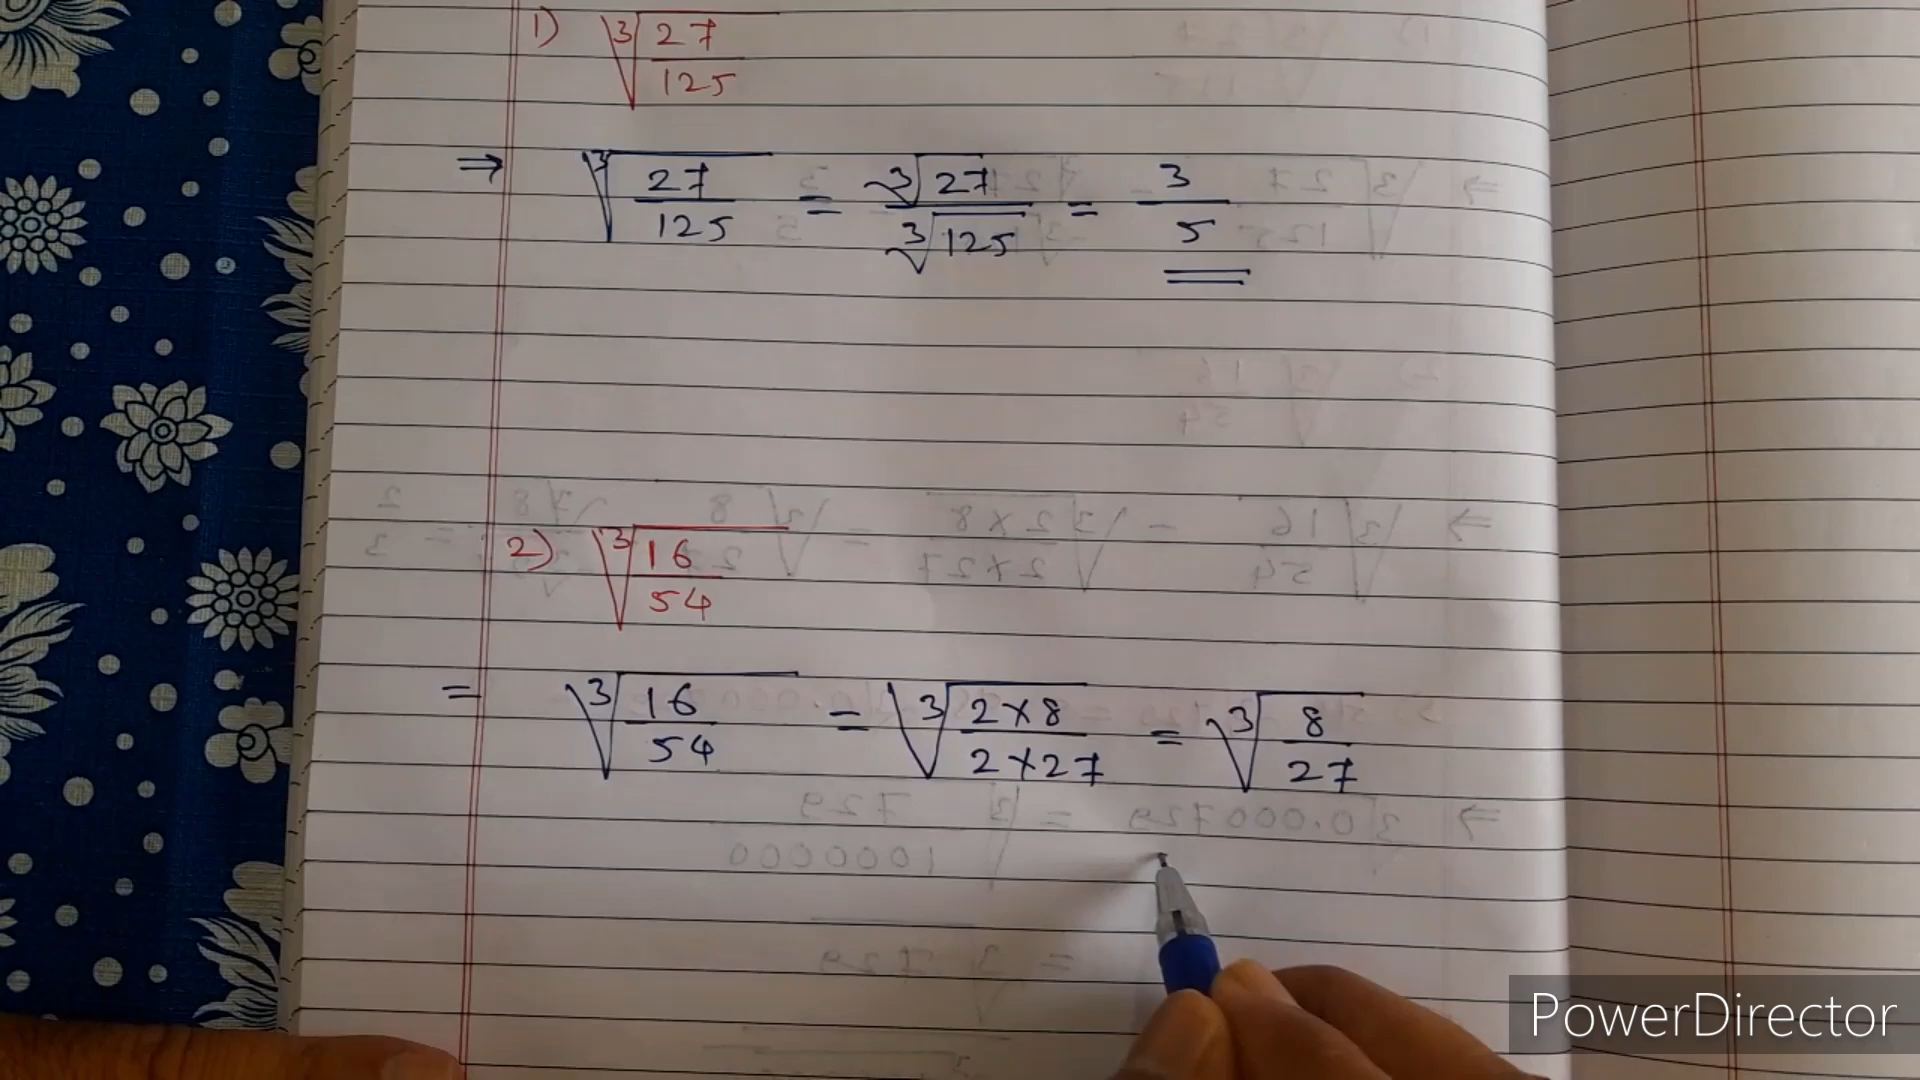 1) ∛(27/125)
⇒ ∛(27/125) = ∛27/∛125 = 3/5
2) ∛(16/54)
= ∛(16/54) = ∛(2×8/2×27) = ∛(8/27)
PowerDirector